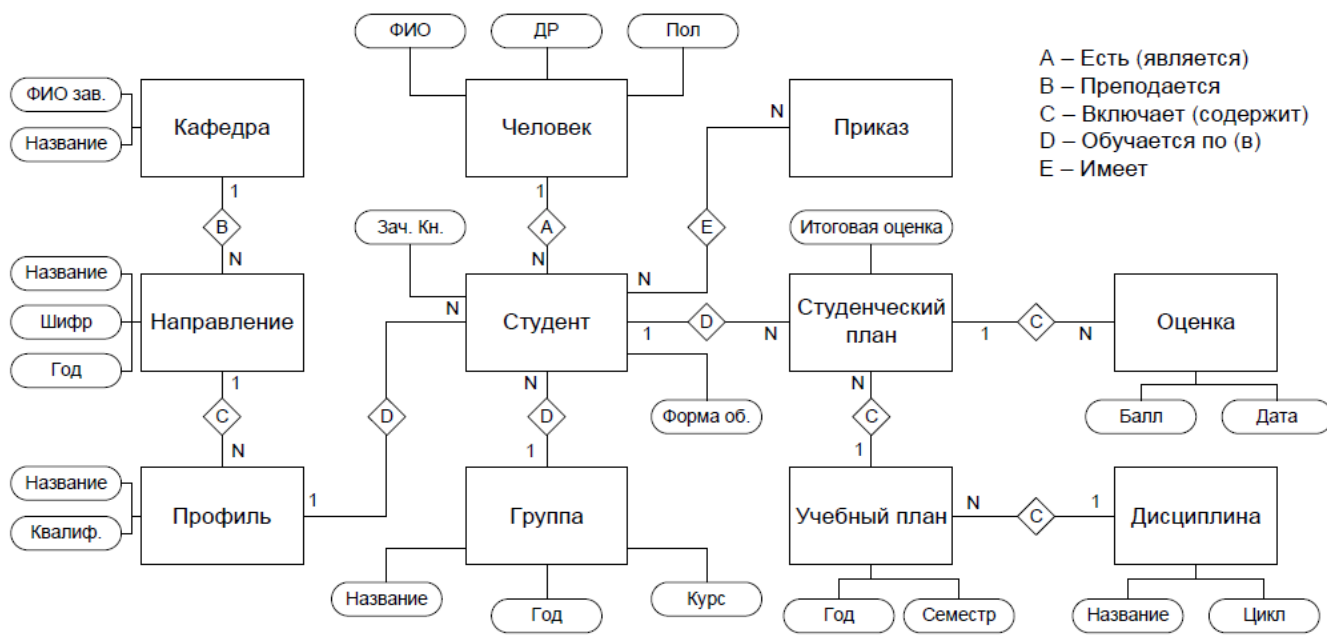 ФИО
ДР
Пол
A – Есть (является)
B – Преподается
C – Включает (содержит)
D – Обучается по (в)
E – Имеет
ФИО зав.
Название
Кафедра
Человек
N
Приказ
1
1
B
Зач. Кн.
A
E
Итоговая оценка
N
N
N
Название
Шифр
Год
Направление
N
Студент
1
D
N
Студенческий
план
1
C
N
Оценка
1
N
N
C
D
D
Форма об.
C
Балл
Дата
N
1
1
Название
Квалиф.
Профиль
1
Группа
Учебный план
N
C
1
Дисциплина
Название
Год
Курс
Год
Семестр
Название
Цикл